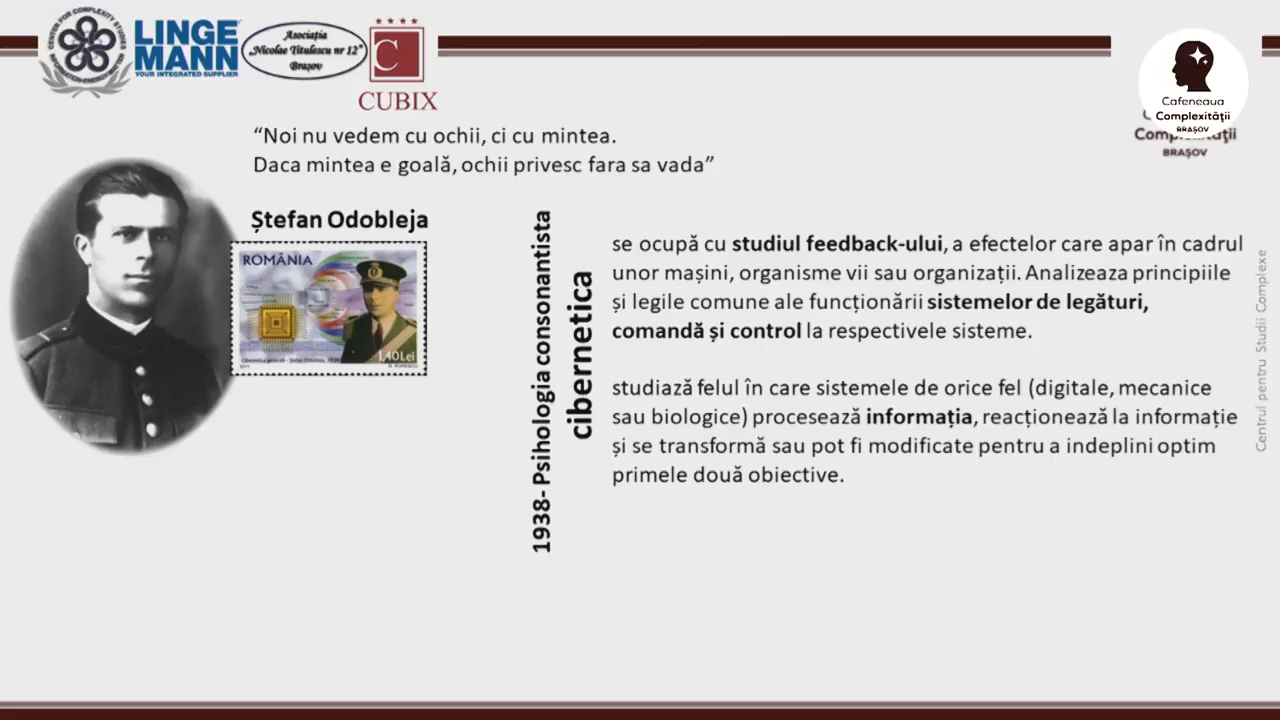 CENTER FOR COMPLEXITY STUDIES
LINGE
MANN
YOUR INTEGRATED SUPPLIER
Asociația
„Nicolae Titulescu nr 12”
Brașov
C
CUBIX
Cafeneaua
Complexității
BRAȘOV
BRAȘOV
“Noi nu vedem cu ochii, ci cu mintea.
Daca mintea e goală, ochii privesc fara sa vada”
Ștefan Odobleja
ROMÂNIA
1,40Lei
1938- Psihologia consonantista
cibernetica
se ocupă cu studiul feedback-ului, a efectelor care apar în cadrul
unor mașini, organisme vii sau organizații. Analizeaza principiile
și legile comune ale funcționării sistemelor de legături,
comandă și control la respectivele sisteme.
studiază felul în care sistemele de orice fel (digitale, mecanice
sau biologice) procesează informația, reacționează la informație
și se transformă sau pot fi modificate pentru a indeplini optim
primele două obiective.
Centrul pentru Studii Complexe